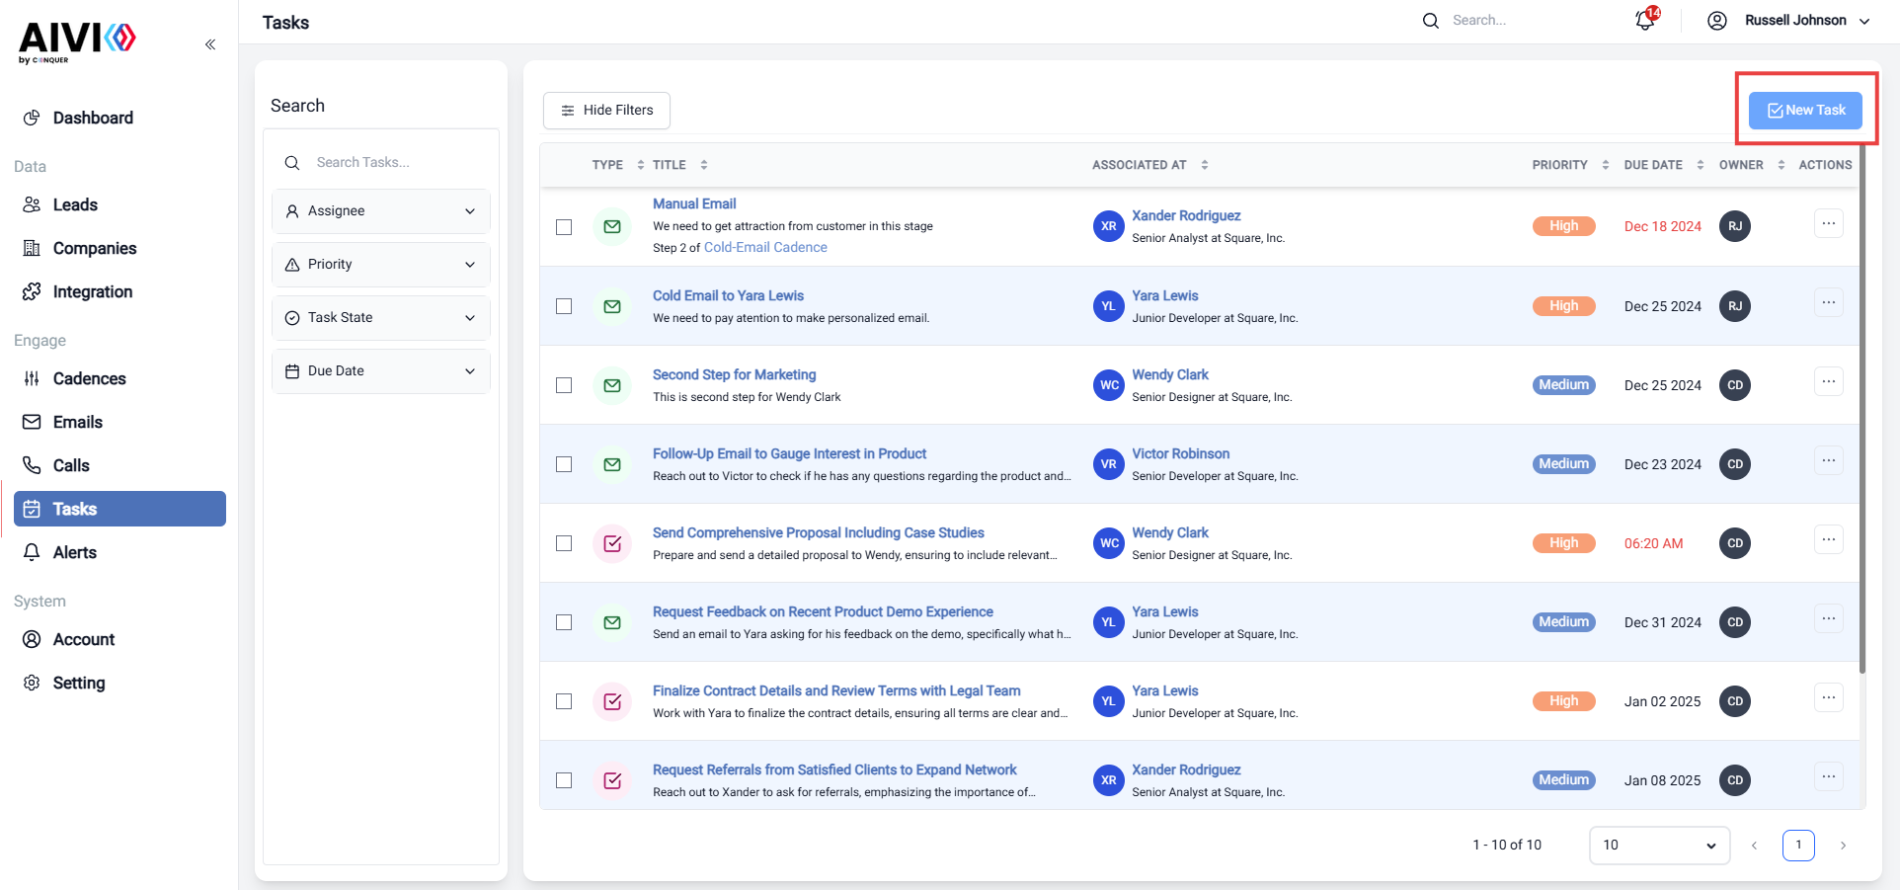 AIVI
by CONQUER
Tasks
Search...
14
Russell Johnson
Dashboard
Data
Leads
Companies
Integration
Engage
Cadences
Emails
Calls
Tasks
Alerts
System
Account
Setting
Search
Search Tasks...
Assignee
Priority
Task State
Due Date
Hide Filters
New Task
TYPE TITLE ASSOCIATED AT PRIORITY DUE DATE OWNER ACTIONS
Manual Email
We need to get attraction from customer in this stage
Step 2 of Cold-Email Cadence
XR
Xander Rodriguez
Senior Analyst at Square, Inc.
High
Dec 18 2024
RJ
Cold Email to Yara Lewis
We need to pay atention to make personalized email.
YL
Yara Lewis
Junior Developer at Square, Inc.
High
Dec 25 2024
RJ
Second Step for Marketing
This is second step for Wendy Clark
WC
Wendy Clark
Senior Designer at Square, Inc.
Medium
Dec 25 2024
CD
Follow-Up Email to Gauge Interest in Product
Reach out to Victor to check if he has any questions regarding the product and...
VR
Victor Robinson
Senior Developer at Square, Inc.
Medium
Dec 23 2024
CD
Send Comprehensive Proposal Including Case Studies
Prepare and send a detailed proposal to Wendy, ensuring to include relevant...
WC
Wendy Clark
Senior Designer at Square, Inc.
High
06:20 AM
CD
Request Feedback on Recent Product Demo Experience
Send an email to Yara asking for his feedback on the demo, specifically what h...
YL
Yara Lewis
Junior Developer at Square, Inc.
Medium
Dec 31 2024
CD
Finalize Contract Details and Review Terms with Legal Team
Work with Yara to finalize the contract details, ensuring all terms are clear and...
YL
Yara Lewis
Junior Developer at Square, Inc.
High
Jan 02 2025
CD
Request Referrals from Satisfied Clients to Expand Network
Reach out to Xander to ask for referrals, emphasizing the importance of...
XR
Xander Rodriguez
Senior Analyst at Square, Inc.
Medium
Jan 08 2025
CD
1 - 10 of 10
10
1